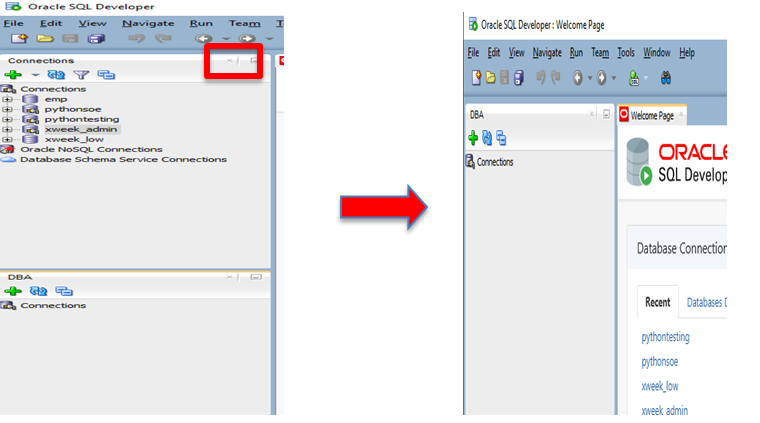 Oracle SQL Developer
File Edit View Navigate Run Team T
Connections
Connections
emp
pythonsoe
pythontesting
xweek_admin
xweek_low
Oracle NoSQL Connections
Database Schema Service Connections
DBA
Connections
Oracle SQL Developer : Welcome Page
File Edit View Navigate Run Team Tools Window Help
DBA
Connections
Welcome Page
ORACLE
SQL Develop
Database Connection
Recent Databases D
pythontesting
pythonsoe
xweek_low
xweek_admin